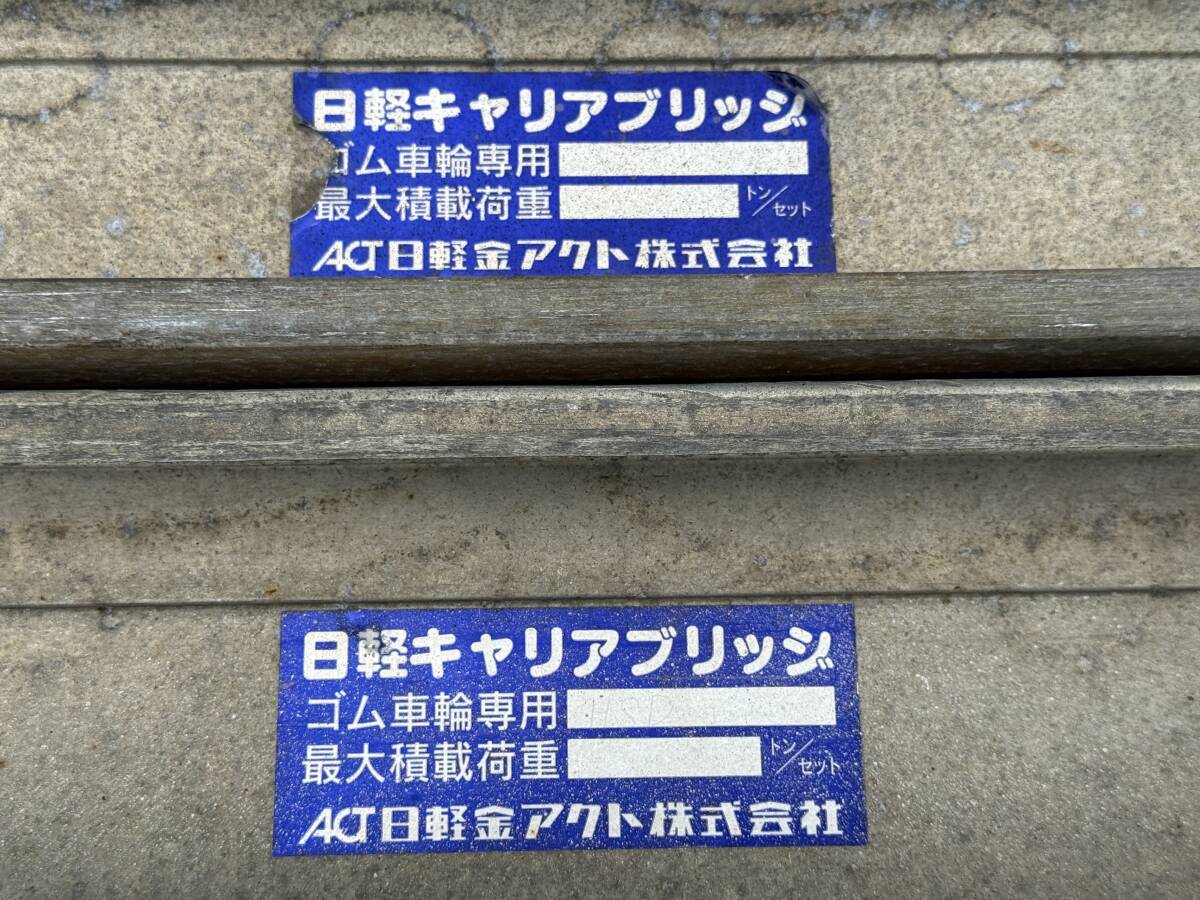 日軽キャリアブリッジ
ゴム車輪専用
最大積載荷重 トン/セット
ACT日軽金アクト株式会社
日軽キャリアブリッジ
ゴム車輪専用
最大積載荷重 トン/セット
ACT日軽金アクト株式会社